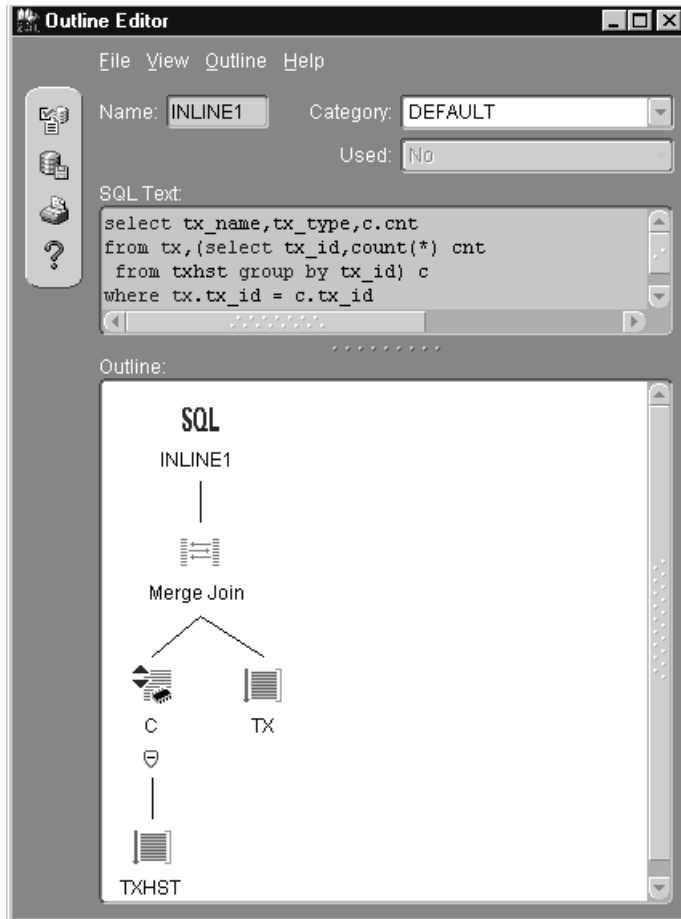 Outline Editor
File View Outline Help
Name: INLINE1 Category: DEFAULT
Used: No
SQL Text:
select tx_name,tx_type,c.cnt
from tx,(select tx_id,count(*) cnt
from txhst group by tx_id) c
where tx.tx_id = c.tx_id
Outline:
SQL
INLINE1
Merge Join
C TX
TXHST